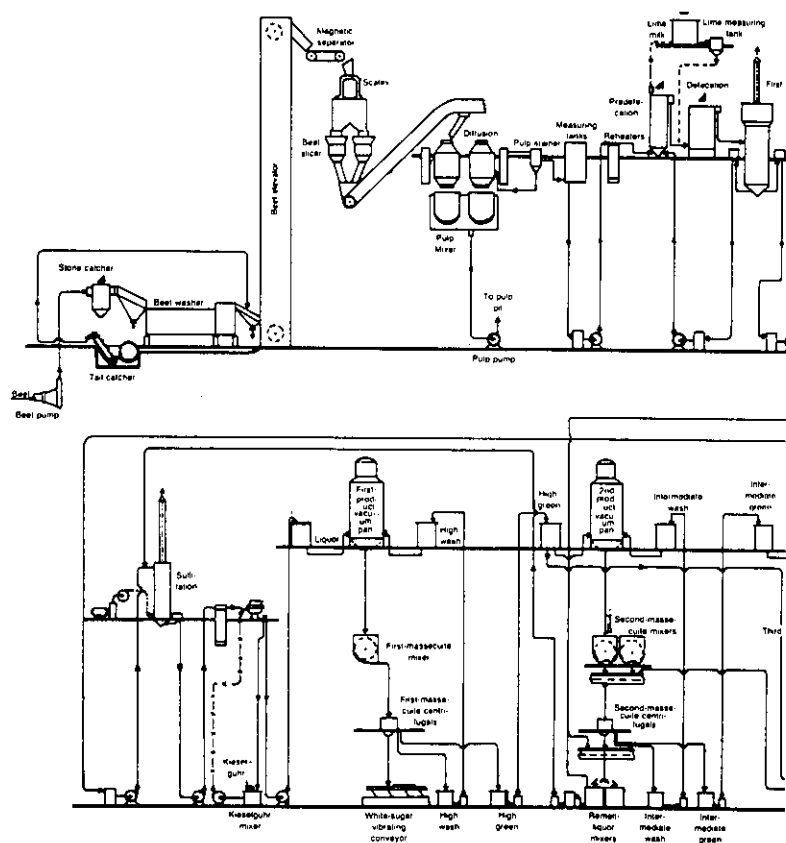 Magnetic
separator
Scales
Beet
slicer
Beet elevator
Diffusion
Pulp
Mixer
Pulp strainer
Measuring
tanks
Reheaters
Predefe-
cation
Lime
milk
Lime measuring
tank
Defecation
First
Stone catcher
Beet washer
Tail catcher
Beet
Beet pump
To pulp
pit
Pulp pump
Sulfi-
tation
Kiesel-
guhr
Kieselguhr
mixer
Liquor
First-
prod-
uct
vacu-
um
pan
High
wash
High
green
2nd
prod
uct
vacu
um
pan
Intermediate
wash
Inter-
mediate
green
First-massecuite
mixer
Second-masse-
cuite mixers
Third
First-masse-
cuite centri-
fugals
Second-masse-
cuite centri-
fugals
White-sugar
vibrating
conveyor
High
wash
High
green
Remelt-
liquor
mixers
Inter-
mediate
wash
Inter-
mediate
green